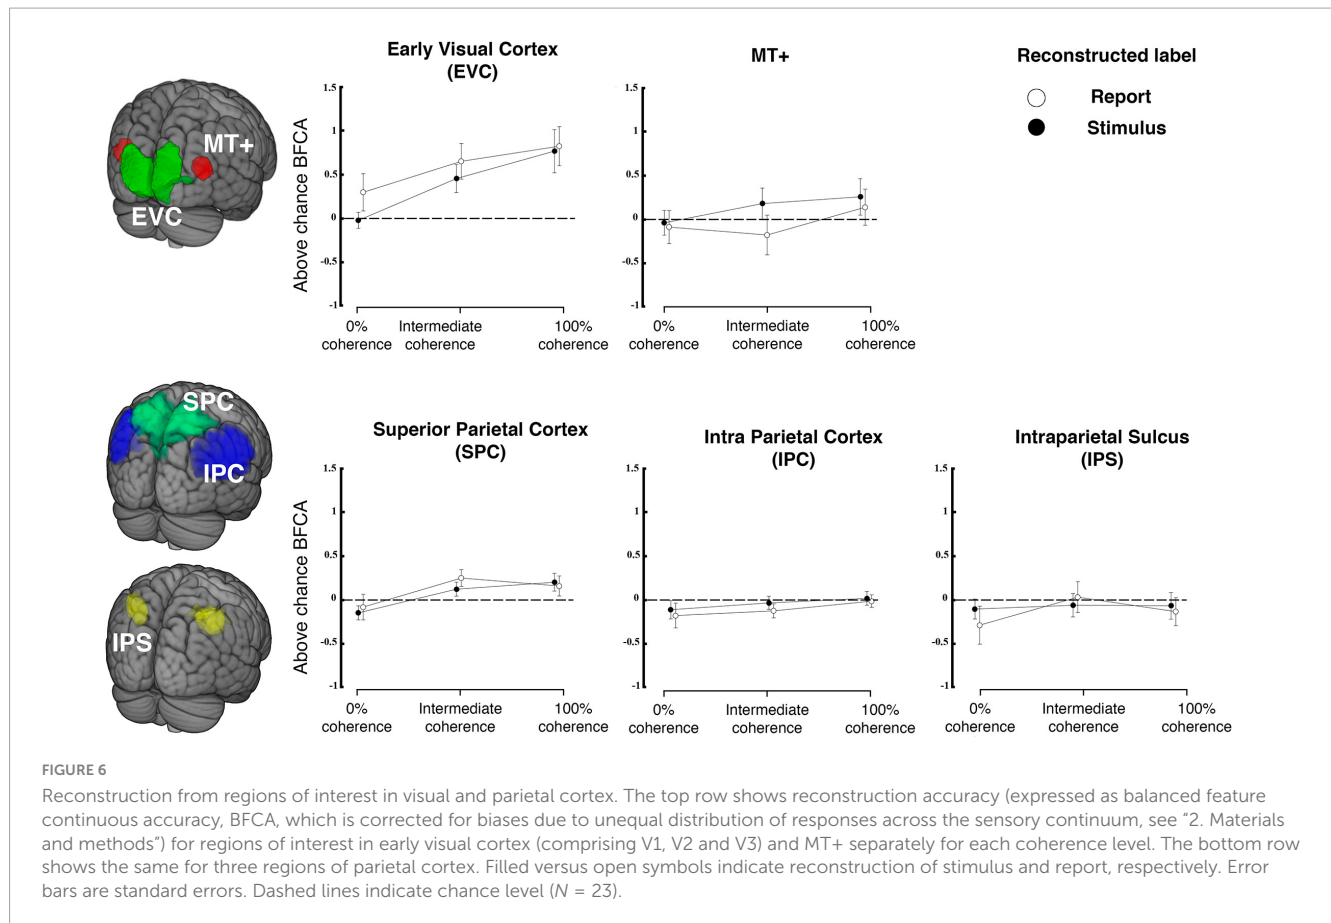 Early Visual Cortex
(EVC)
MT+
Reconstructed label
Report
Stimulus
MT+
EVC
Above chance BFCA
1.5
1
0.5
0
-0.5
-1
0%
coherence
Intermediate
coherence
100%
coherence
1.5
1
0.5
0
-0.5
-1
0%
coherence
Intermediate
coherence
100%
coherence
SPC
IPC
IPS
Superior Parietal Cortex
(SPC)
Intra Parietal Cortex
(IPC)
Intraparietal Sulcus
(IPS)
Above chance BFCA
1.5
1
0.5
0
-0.5
-1
0%
coherence
Intermediate
coherence
100%
coherence
1.5
1
0.5
0
-0.5
-1
0%
coherence
Intermediate
coherence
100%
coherence
1.5
1
0.5
0
-0.5
-1
0%
coherence
Intermediate
coherence
100%
coherence
FIGURE 6
Reconstruction from regions of interest in visual and parietal cortex. The top row shows reconstruction accuracy (expressed as balanced feature
continuous accuracy, BFCA, which is corrected for biases due to unequal distribution of responses across the sensory continuum, see “2. Materials
and methods”) for regions of interest in early visual cortex (comprising V1, V2 and V3) and MT+ separately for each coherence level. The bottom row
shows the same for three regions of parietal cortex. Filled versus open symbols indicate reconstruction of stimulus and report, respectively. Error
bars are standard errors. Dashed lines indicate chance level (N = 23).